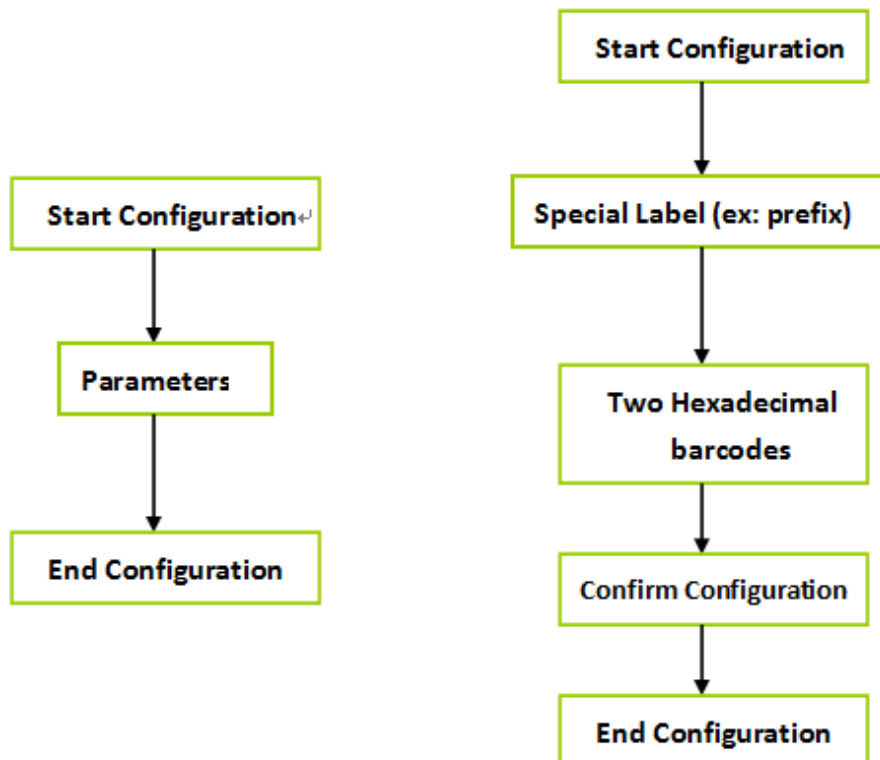 Start Configuration↵
Parameters
End Configuration
Start Configuration
Special Label (ex: prefix)
Two Hexadecimal
barcodes
Confirm Configuration
End Configuration